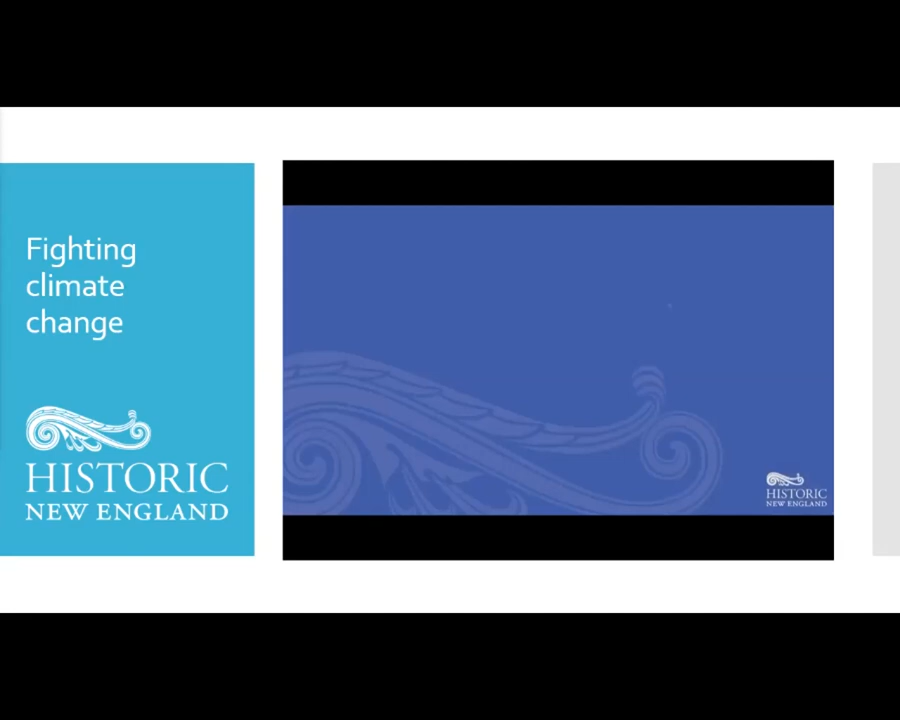 Fighting
climate
change
HISTORIC
NEW ENGLAND
HISTORIC
NEW ENGLAND